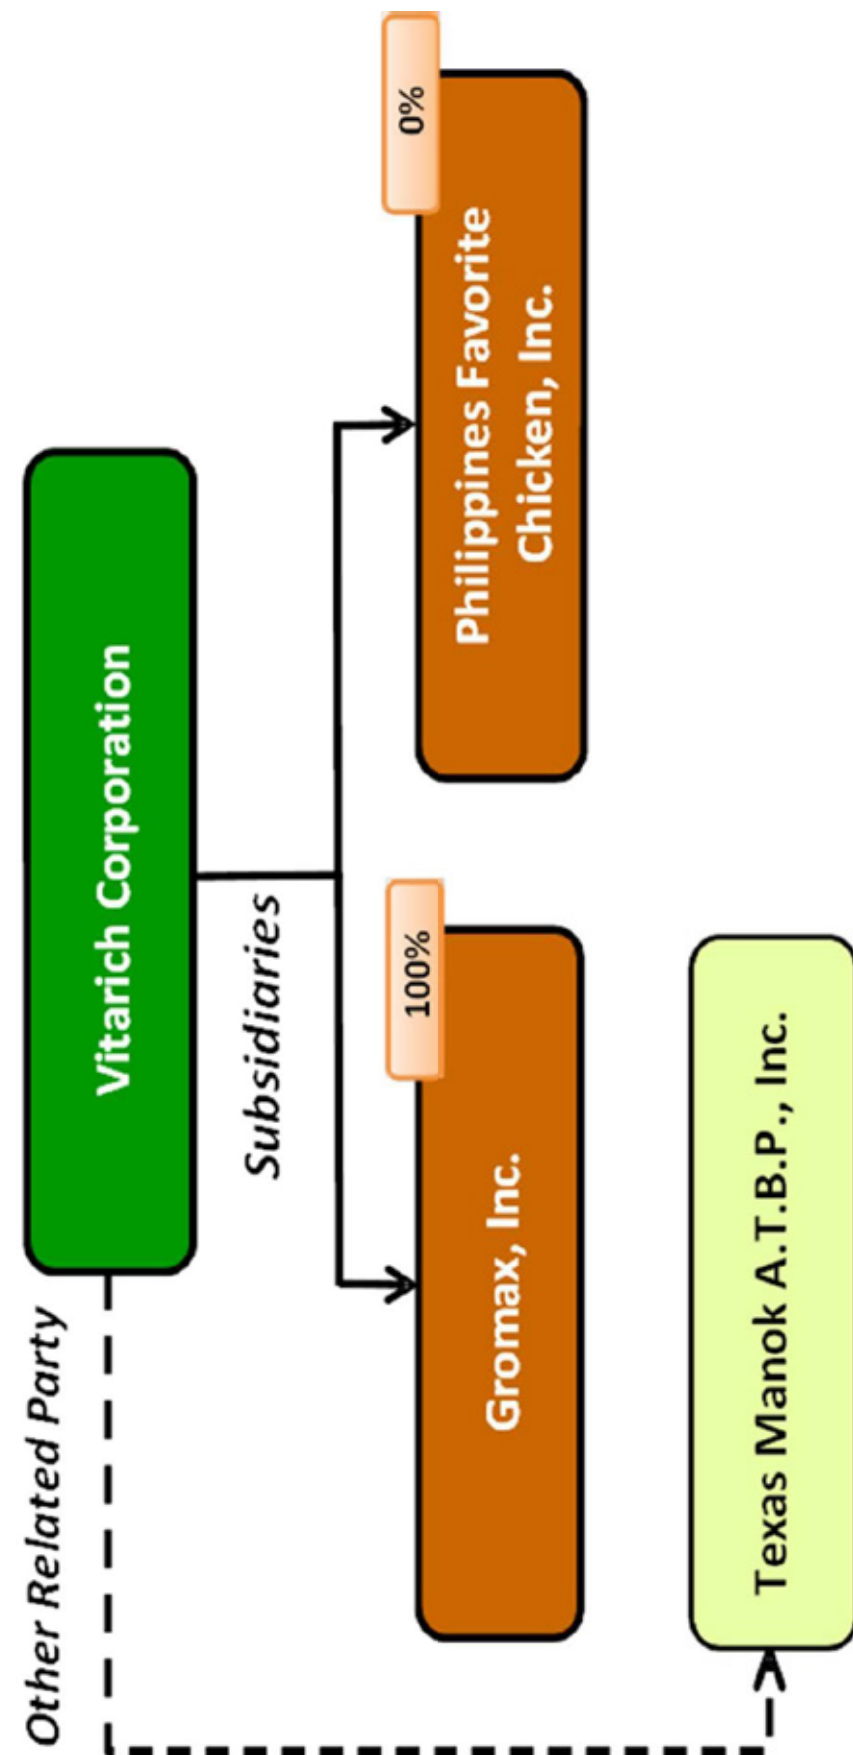 Other Related Party
Vitarich Corporation
Subsidiaries
100%
0%
Gromax, Inc.
Philippines Favorite
Chicken, Inc.
Texas Manok A.T.B.P., Inc.